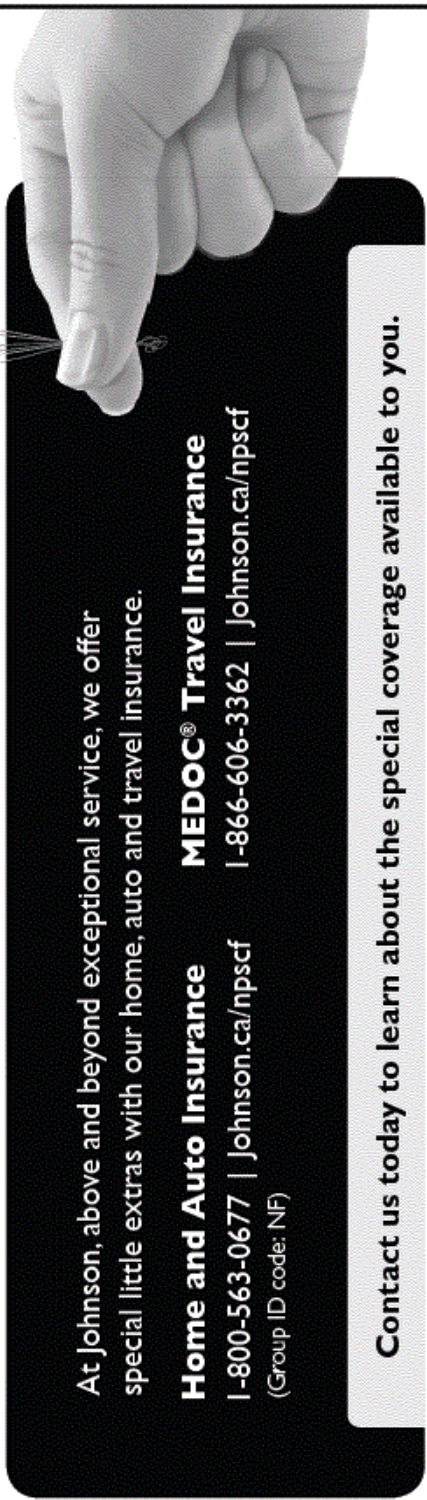 At Johnson, above and beyond exceptional service, we offer
special little extras with our home, auto and travel insurance.
Home and Auto Insurance
1-800-563-0677 | Johnson.ca/npscf
(Group ID code: NF)
MEDOC® Travel Insurance
1-866-606-3362 | Johnson.ca/npscf
Contact us today to learn about the special coverage available to you.